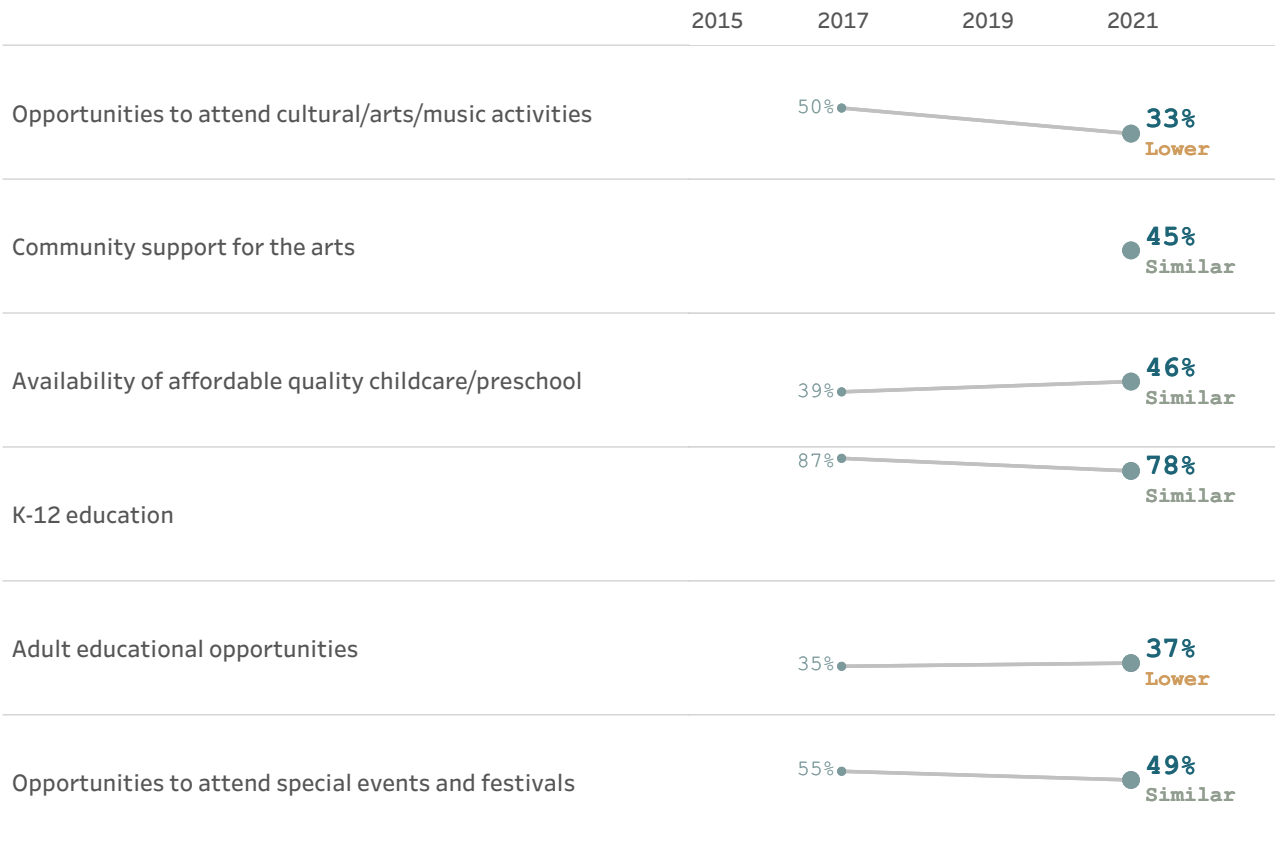 2015 2017 2019 2021
Opportunities to attend cultural/arts/music activities
50%
33%
Lower
Community support for the arts
45%
Similar
Availability of affordable quality childcare/preschool
39%
46%
Similar
K-12 education
87%
78%
Similar
Adult educational opportunities
35%
37%
Lower
Opportunities to attend special events and festivals
55%
49%
Similar